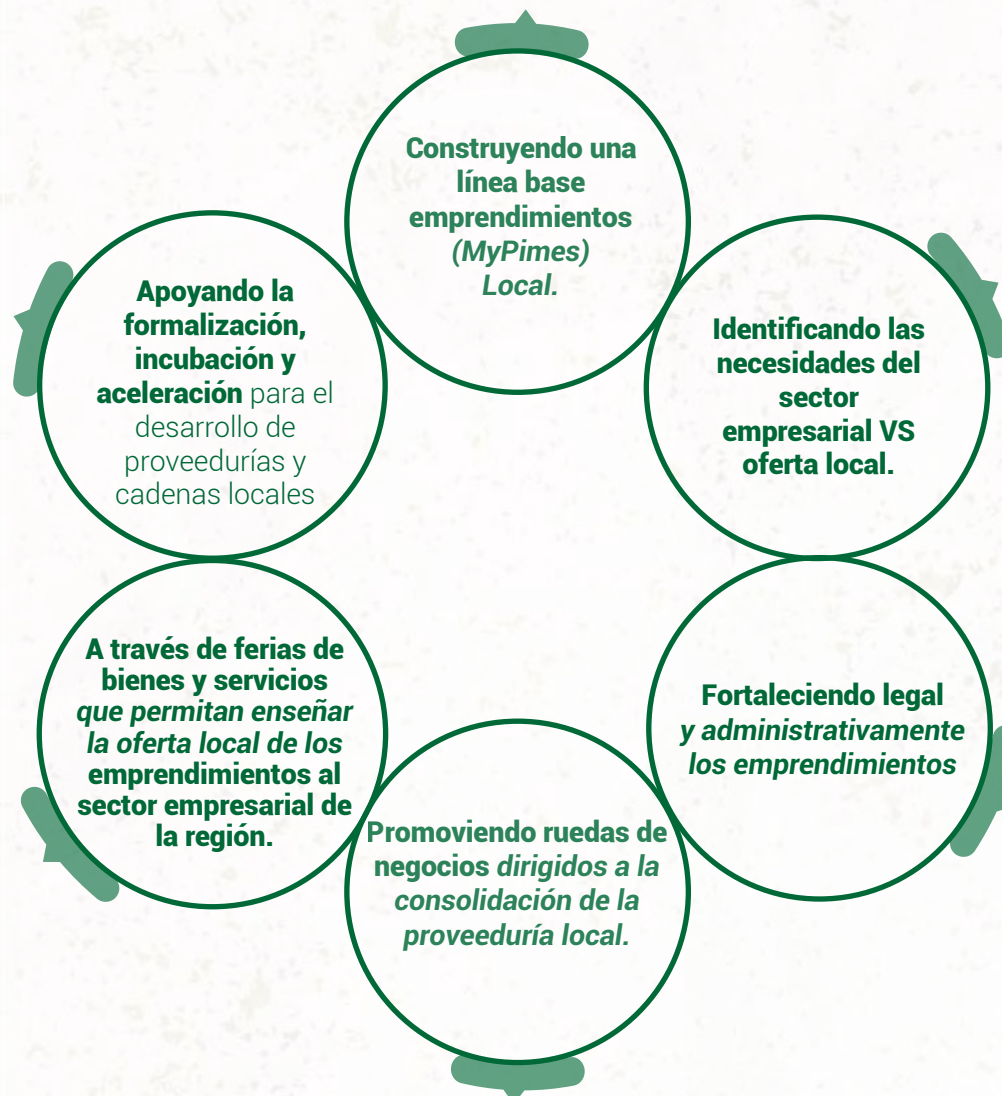 Construyendo una
línea base
emprendimientos
(MyPimes)
Local.
Identificando las
necesidades del
sector
empresarial VS
oferta local.
Fortaleciendo legal
y administrativamente
los emprendimientos
Promoviendo ruedas de
negocios dirigidos a la
consolidación de la
proveeduría local.
A través de ferias de
bienes y servicios
que permitan enseñar
la oferta local de los
emprendimientos al
sector empresarial de
la región.
Apoyando la
formalización,
incubación y
aceleración para el
desarrollo de
proveedurías y
cadenas locales